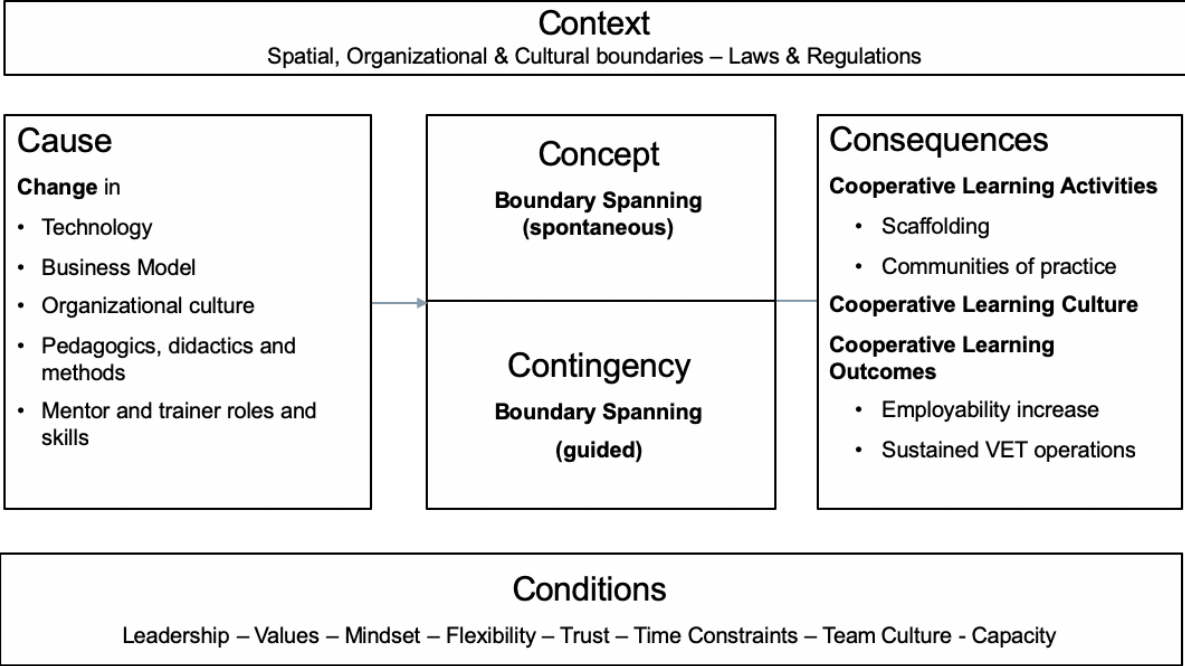 Context
Spatial, Organizational & Cultural boundaries – Laws & Regulations
Cause
Change in
• Technology
• Business Model
• Organizational culture
• Pedagogics, didactics and
methods
• Mentor and trainer roles and
skills
Concept
Boundary Spanning
(spontaneous)
Contingency
Boundary Spanning
(guided)
Consequences
Cooperative Learning Activities
• Scaffolding
• Communities of practice
Cooperative Learning Culture
Cooperative Learning
Outcomes
• Employability increase
• Sustained VET operations
Conditions
Leadership – Values – Mindset – Flexibility – Trust – Time Constraints – Team Culture - Capacity